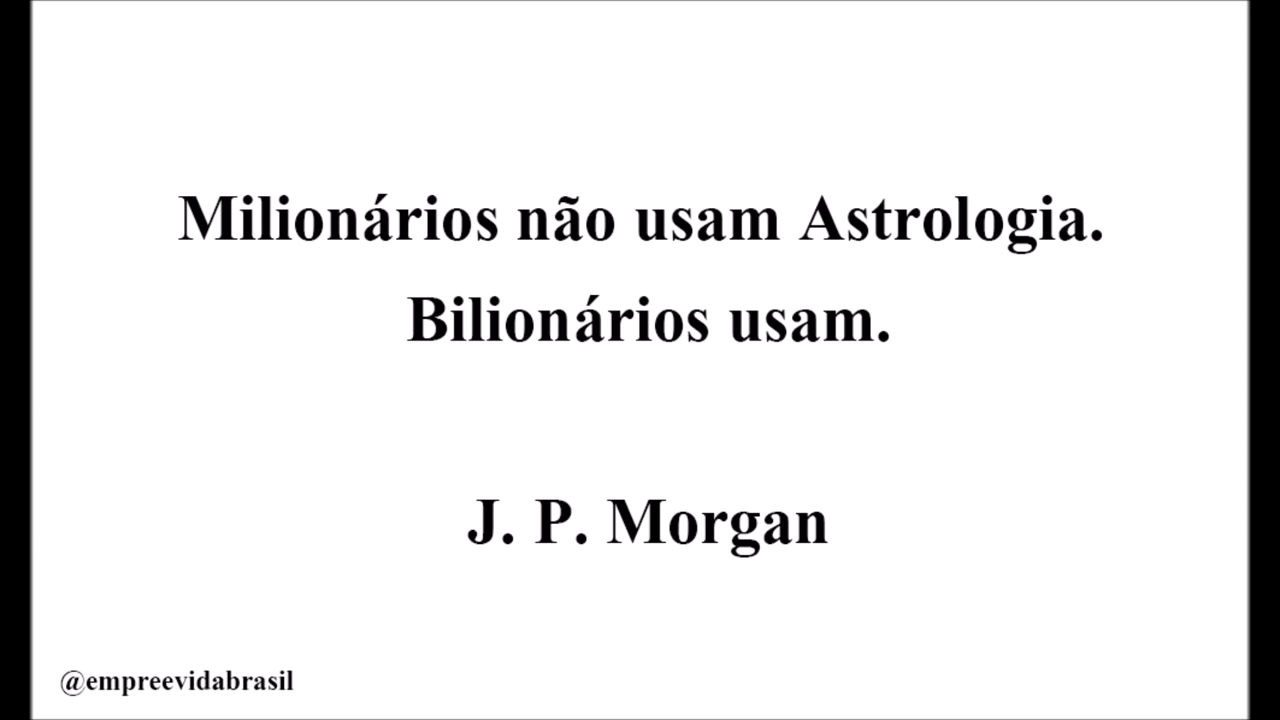 Milionários não usam Astrologia.
Bilionários usam.
J. P. Morgan
@empreevidabrasil